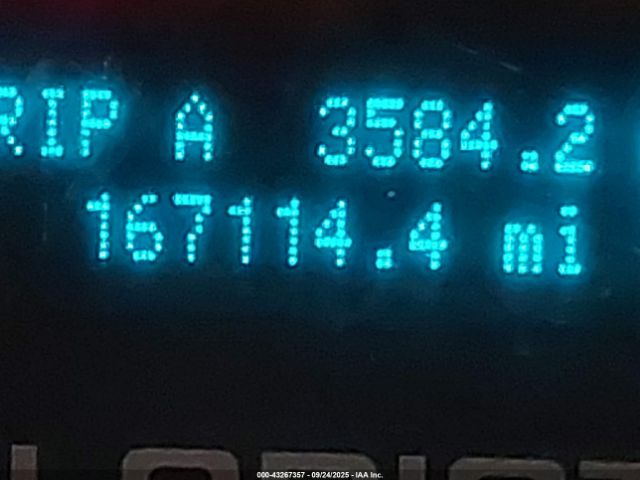 RIP A 3584.2
167114.4 mi
000-43267357 - 09/24/2025 - IAA Inc.